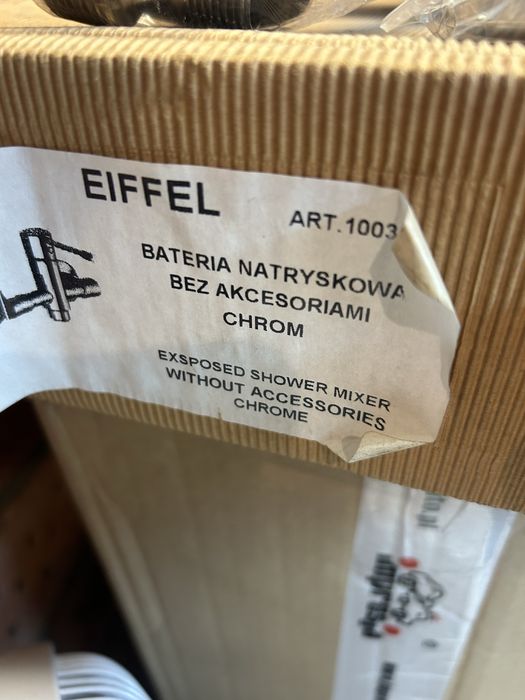 EIFFEL
ART.1003
BATERIA NATRYSKOWA
BEZ AKCESORIAMI
CHROM
EXSPOSED SHOWER MIXER
WITHOUT ACCESSORIES
CHROME